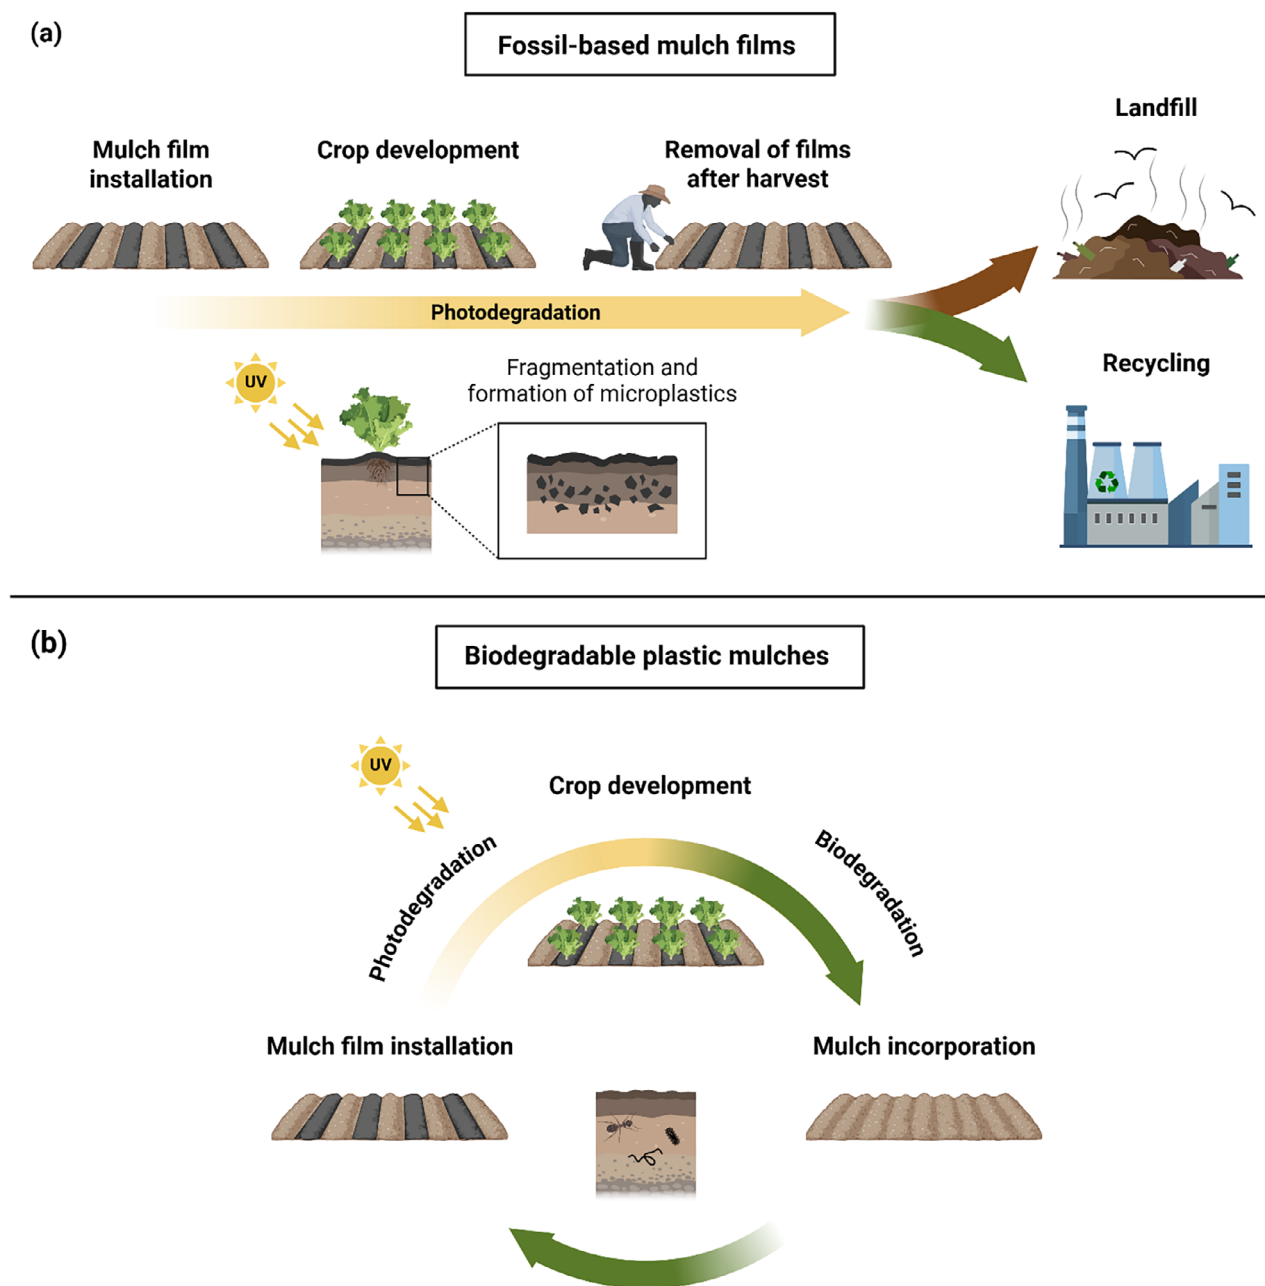 (a)
Fossil-based mulch films
Landfill
Mulch film
installation
Crop development
Removal of films
after harvest
Photodegradation
UV
Fragmentation and
formation of microplastics
Recycling
(b)
Biodegradable plastic mulches
UV
Crop development
Photodegradation
Biodegradation
Mulch film installation
Mulch incorporation